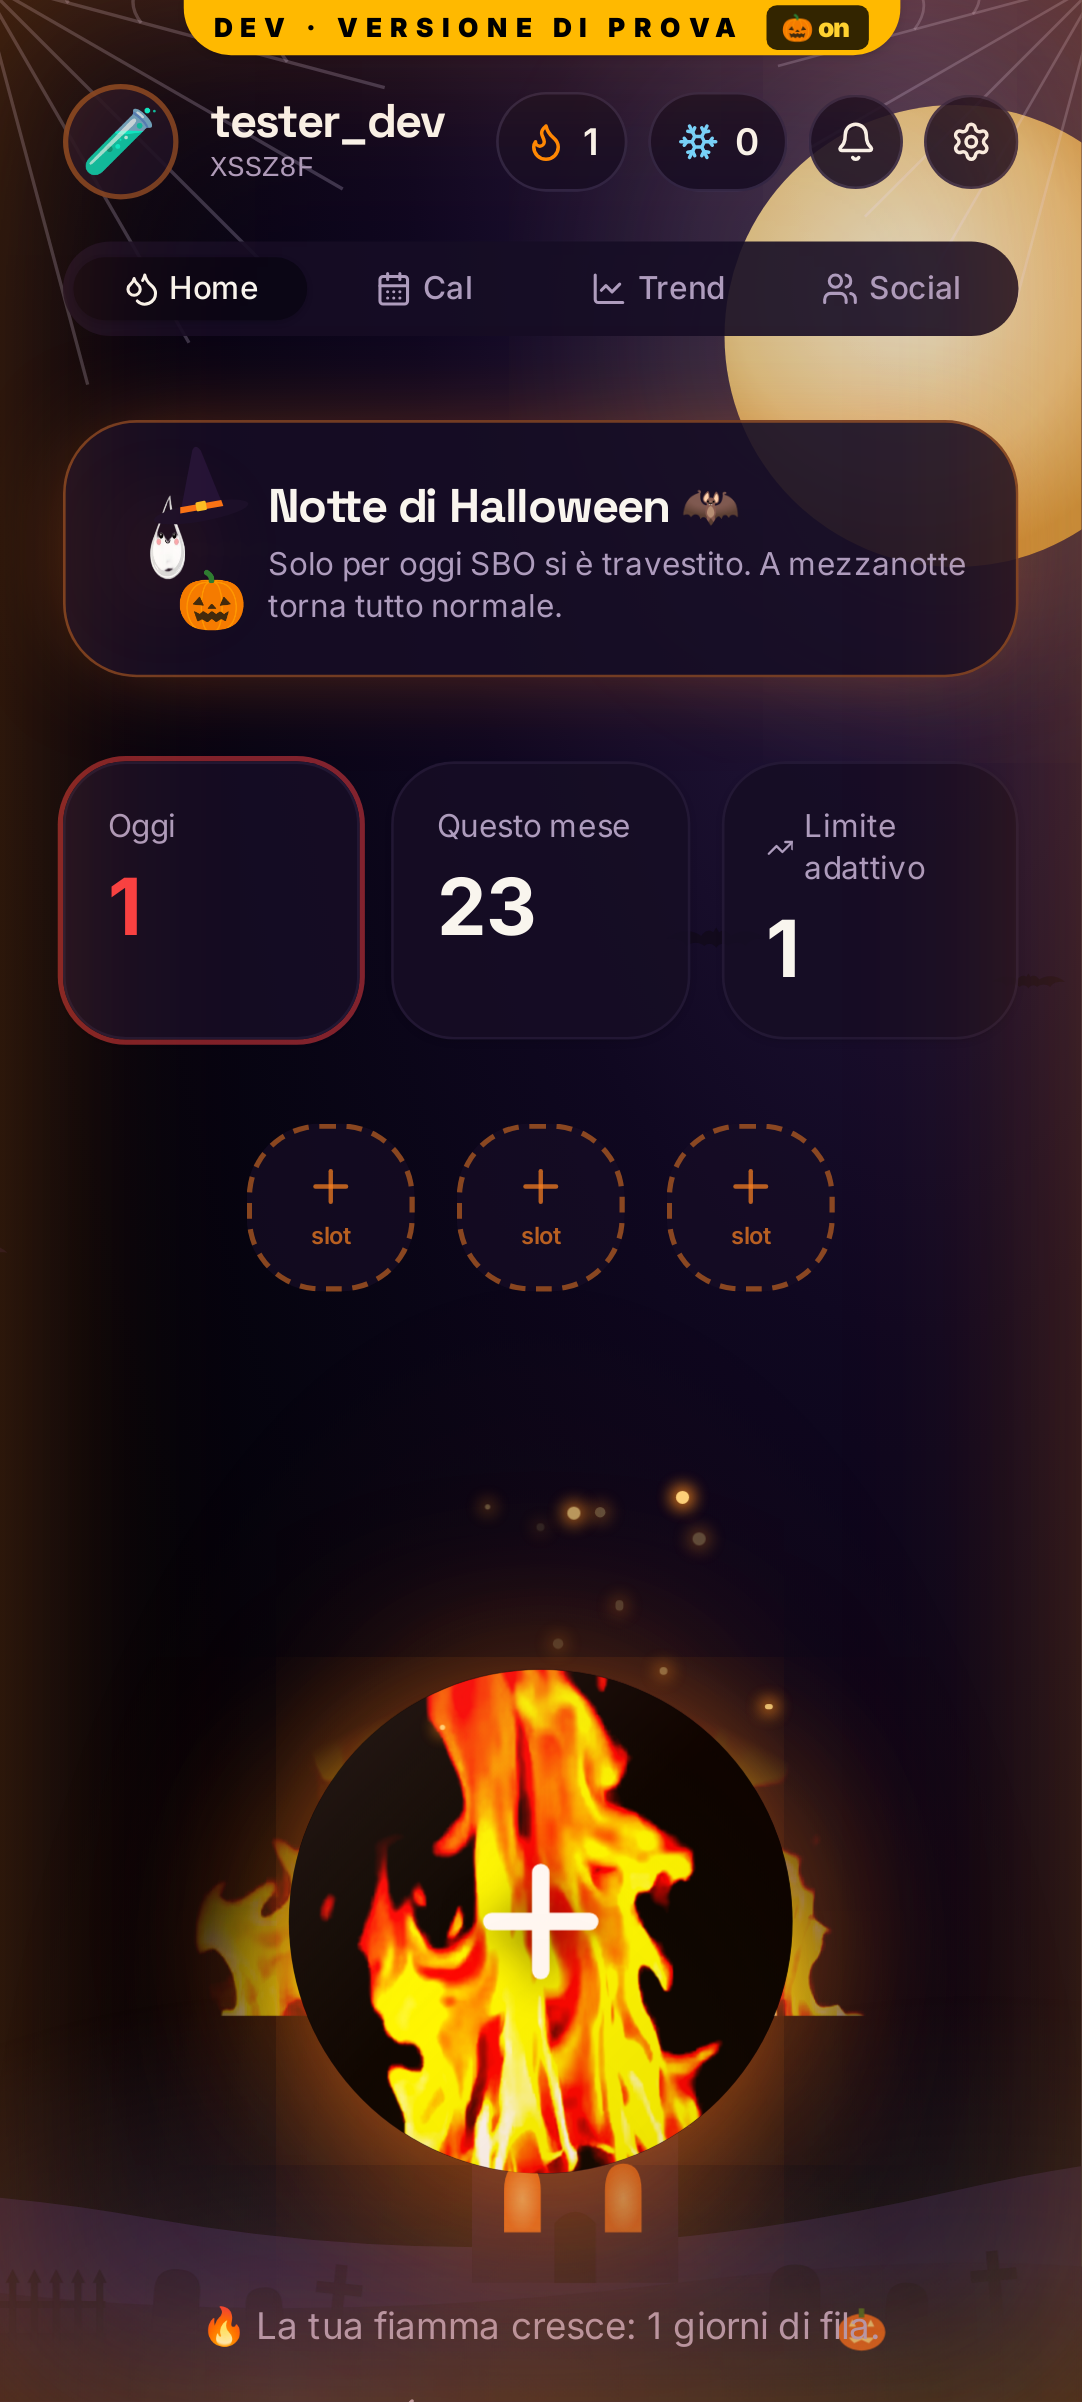 DEV · VERSIONE DI PROVA 🎃 on
tester_dev
XSSZ8F
1
0
Home
Cal
Trend
Social
Notte di Halloween 🦇
Solo per oggi SBO si è travestito. A mezzanotte
torna tutto normale.
Oggi
1
Questo mese
23
Limite
adattivo
1
slot
slot
slot
🔥 La tua fiamma cresce: 1 giorni di fila.